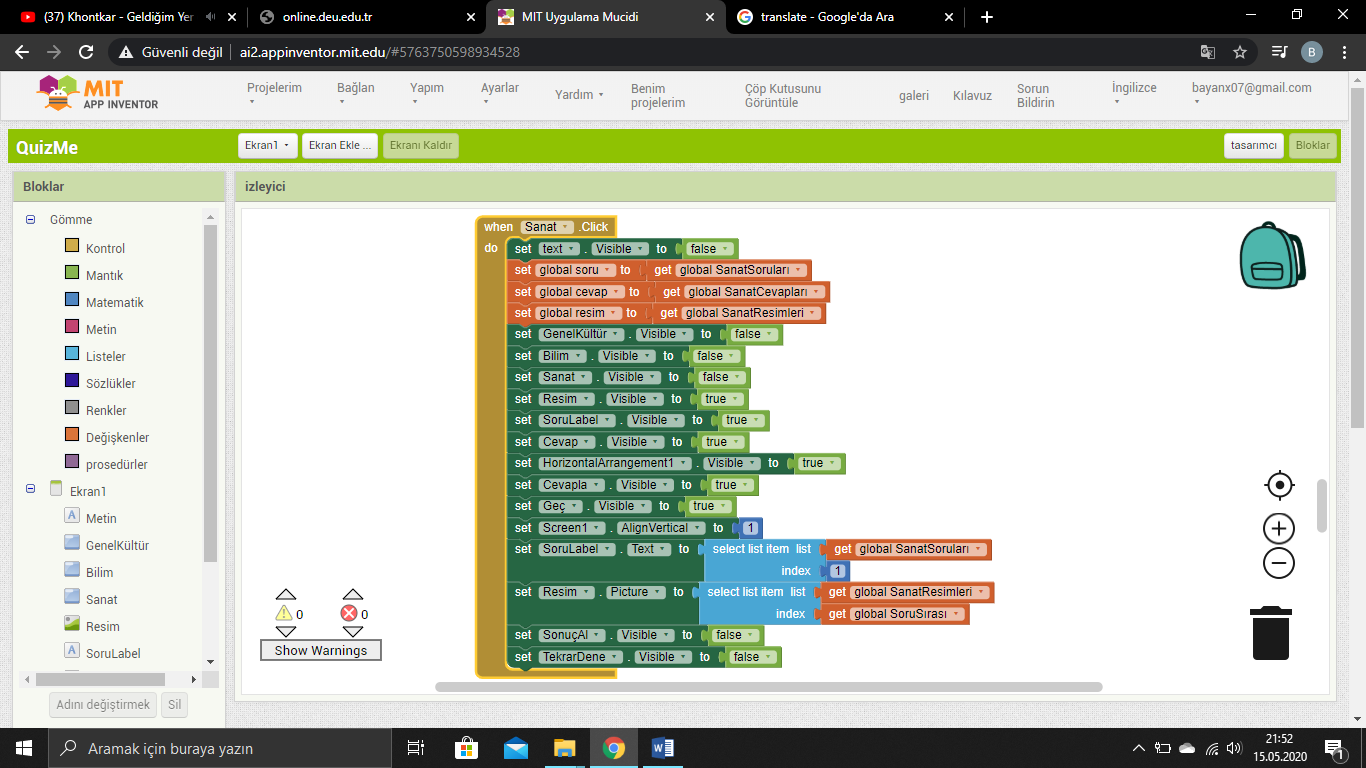 (37) Khontkar - Geldiğim Yer
online.deu.edu.tr
MIT Uygulama Mucidi
translate - Google'da Ara
Güvenli değil
ai2.appinventor.mit.edu/#5763750598934528
B
MIT
APP INVENTOR
Projelerim
Bağlan
Yapım
Ayarlar
Yardım
Benim projelerim
Çöp Kutusunu Görüntüle
galeri
Kılavuz
Sorun Bildirin
İngilizce
bayanx07@gmail.com
QuizMe
Ekran1
Ekran Ekle ...
Ekranı Kaldır
tasarımcı
Bloklar
Bloklar
izleyici
Gömme
Kontrol
Mantık
Matematik
Metin
Listeler
Sözlükler
Renkler
Değişkenler
prosedürler
Ekran1
Metin
GenelKültür
Bilim
Sanat
Resim
SoruLabel
Adını değiştirmek
Sil
when Sanat .Click
do set text . Visible to false
set global soru to get global SanatSoruları
set global cevap to get global SanatCevapları
set global resim to get global SanatResimleri
set GenelKültür . Visible to false
set Bilim . Visible to false
set Sanat . Visible to false
set Resim . Visible to true
set SoruLabel . Visible to true
set Cevap . Visible to true
set HorizontalArrangement1 . Visible to true
set Cevapla . Visible to true
set Geç . Visible to true
set Screen1 . AlignVertical to 1
set SoruLabel . Text to select list item list get global SanatSoruları
index 1
set Resim . Picture to select list item list get global SanatResimleri
index get global SoruSırası
set SonuçAl . Visible to false
set TekrarDene . Visible to false
0
0
Show Warnings
Aramak için buraya yazın
21:52
15.05.2020
1